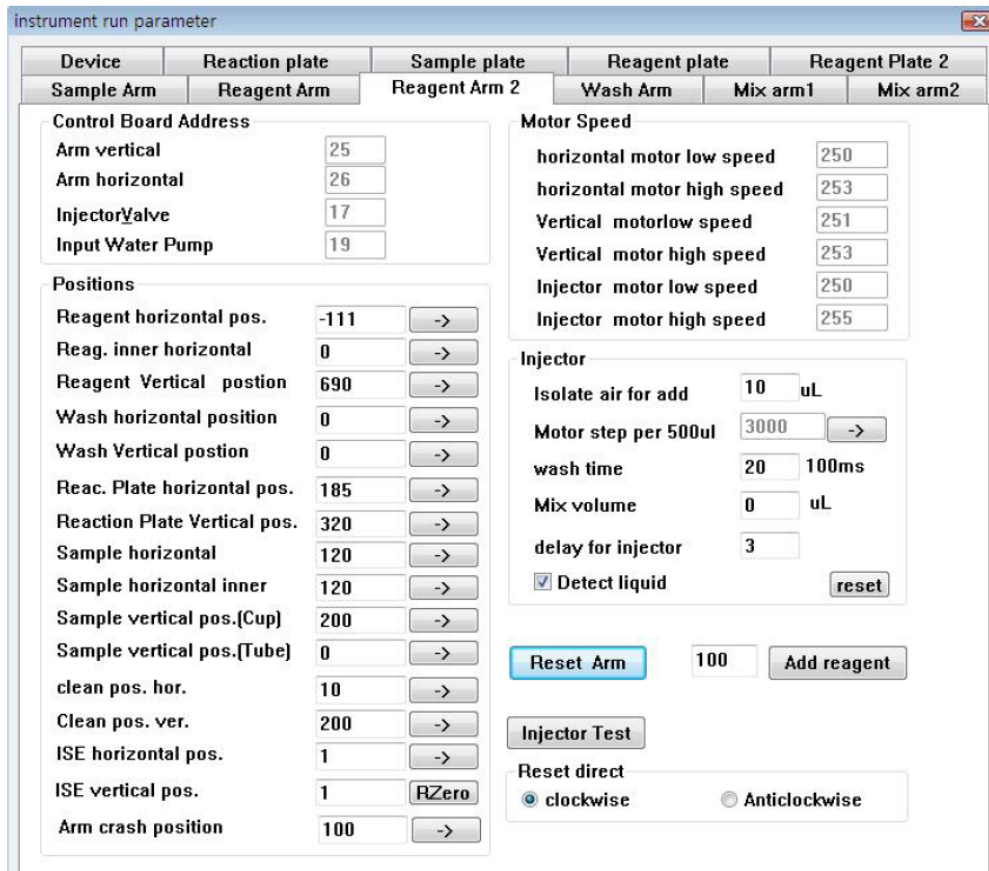 instrument run parameter
Device Reaction plate Sample plate Reagent plate Reagent Plate 2
Sample Arm Reagent Arm Reagent Arm 2 Wash Arm Mix arm1 Mix arm2
Control Board Address
Arm vertical 25
Arm horizontal 26
InjectorValve 17
Input Water Pump 19
Positions
Reagent horizontal pos. -111 ->
Reag. inner horizontal 0 ->
Reagent Vertical postion 690 ->
Wash horizontal position 0 ->
Wash Vertical postion 0 ->
Reac. Plate horizontal pos. 185 ->
Reaction Plate Vertical pos. 320 ->
Sample horizontal 120 ->
Sample horizontal inner 120 ->
Sample vertical pos.(Cup) 200 ->
Sample vertical pos.(Tube) 0 ->
clean pos. hor. 10 ->
Clean pos. ver. 200 ->
ISE horizontal pos. 1 ->
ISE vertical pos. 1 RZero
Arm crash position 100 ->
Motor Speed
horizontal motor low speed 250
horizontal motor high speed 253
Vertical motorlow speed 251
Vertical motor high speed 253
Injector motor low speed 250
Injector motor high speed 255
Injector
Isolate air for add 10 uL
Motor step per 500ul 3000 ->
wash time 20 100ms
Mix volume 0 uL
delay for injector 3
Detect liquid reset
Reset Arm 100 Add reagent
Injector Test
Reset direct
clockwise Anticlockwise